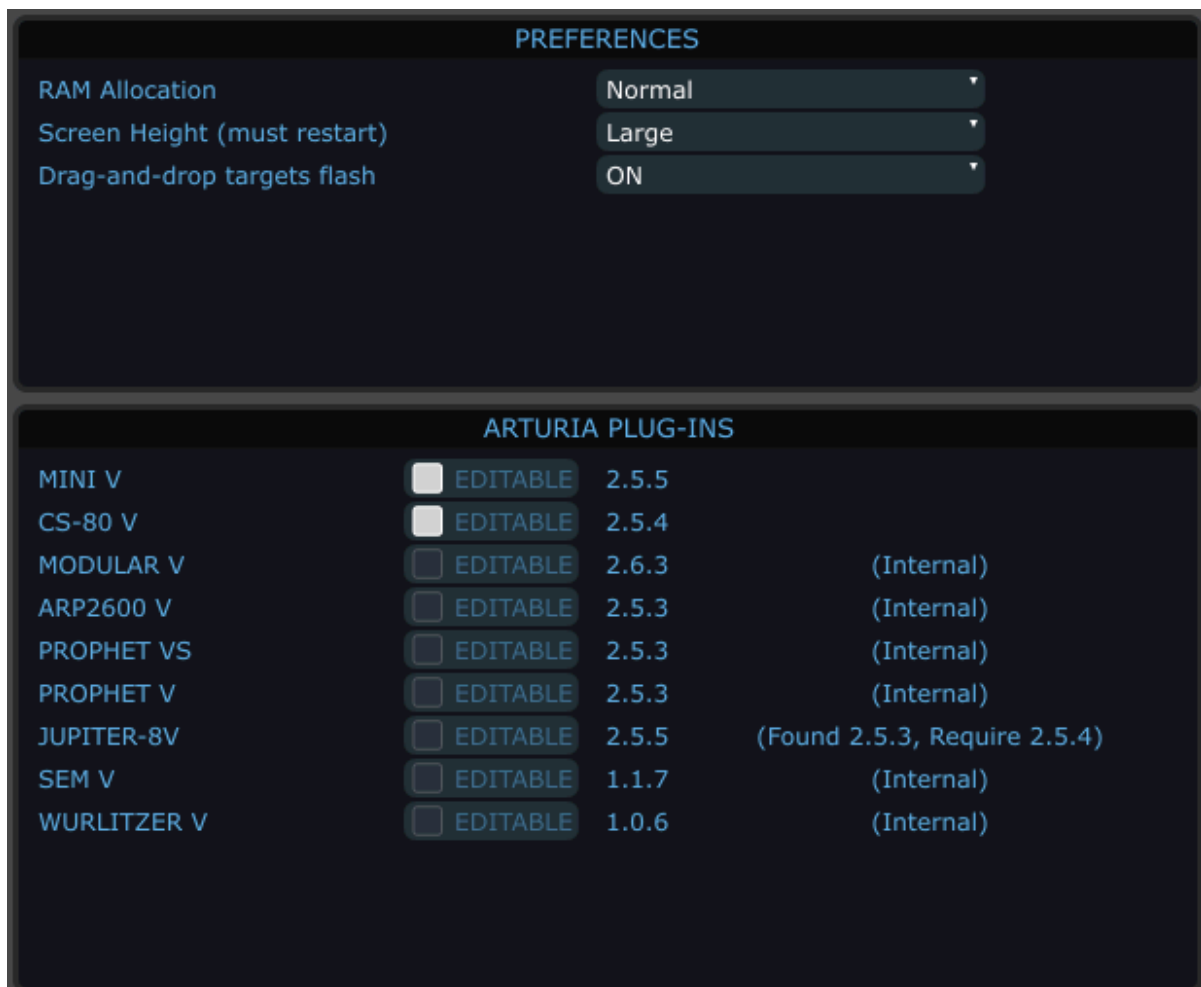 PREFERENCES
RAM Allocation Normal
Screen Height (must restart) Large
Drag-and-drop targets flash ON
ARTURIA PLUG-INS
MINI V EDITABLE 2.5.5
CS-80 V EDITABLE 2.5.4
MODULAR V EDITABLE 2.6.3 (Internal)
ARP2600 V EDITABLE 2.5.3 (Internal)
PROPHET VS EDITABLE 2.5.3 (Internal)
PROPHET V EDITABLE 2.5.3 (Internal)
JUPITER-8V EDITABLE 2.5.5 (Found 2.5.3, Require 2.5.4)
SEM V EDITABLE 1.1.7 (Internal)
WURLITZER V EDITABLE 1.0.6 (Internal)